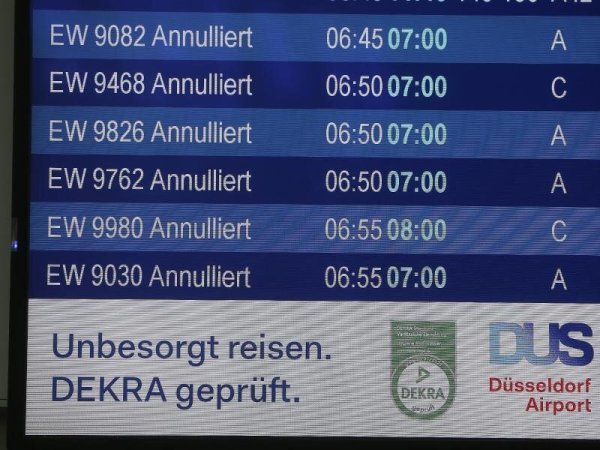 EW 9082 Annulliert 06:45 07:00 A
EW 9468 Annulliert 06:50 07:00 C
EW 9826 Annulliert 06:50 07:00 A
EW 9762 Annulliert 06:50 07:00 A
EW 9980 Annulliert 06:55 08:00 C
EW 9030 Annulliert 06:55 07:00 A
Unbesorgt reisen.
DEKRA geprüft.
DEKRA
DUS
Düsseldorf
Airport